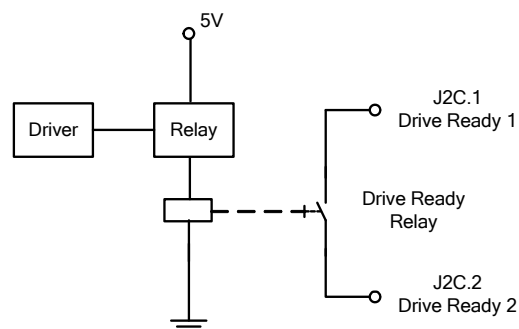 5V
Driver
Relay
J2C.1
Drive Ready 1
Drive Ready
Relay
J2C.2
Drive Ready 2